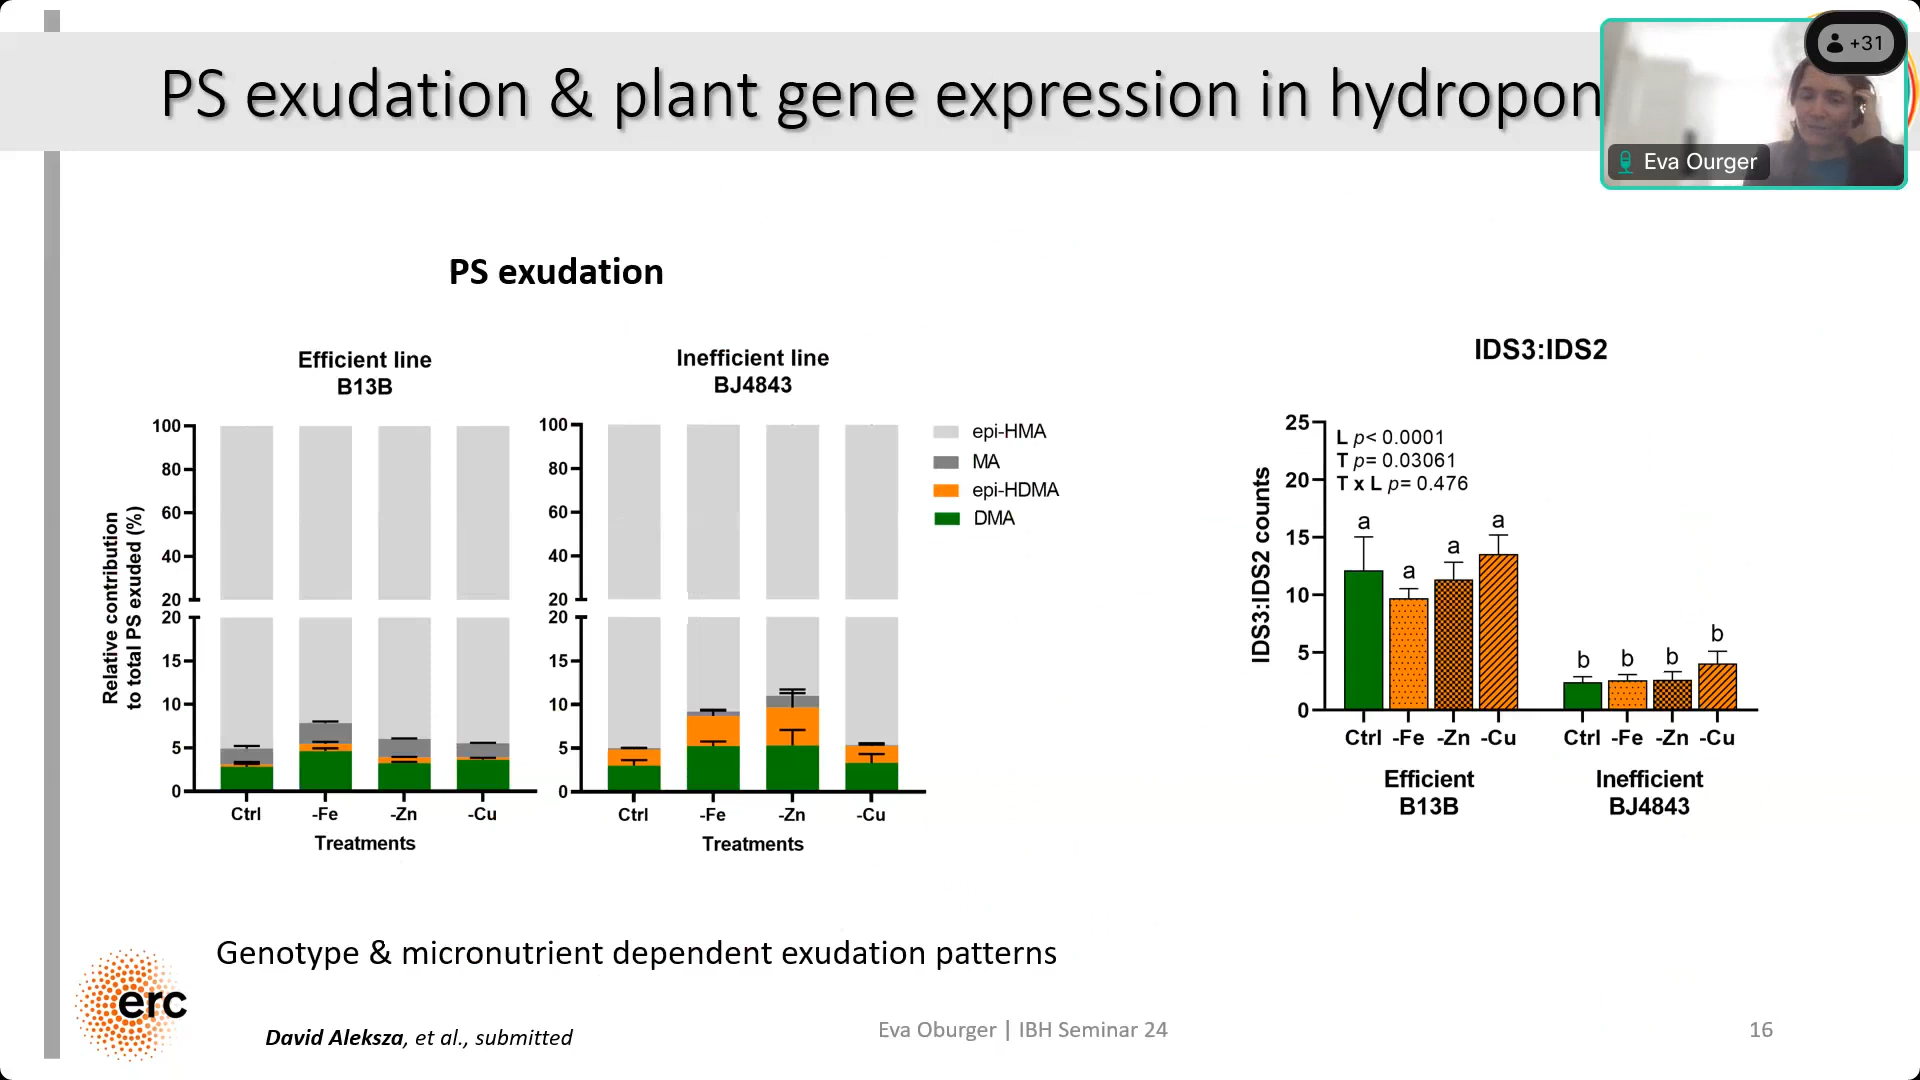 PS exudation & plant gene expression in hydropon
+31
Eva Ourger
PS exudation
Efficient line
B13B
Relative contribution
to total PS exuded (%)
100
80
60
40
20
20
15
10
5
0
Ctrl -Fe -Zn -Cu
Treatments
Inefficient line
BJ4843
100
80
60
40
20
20
15
10
5
0
Ctrl -Fe -Zn -Cu
Treatments
epi-HMA
MA
epi-HDMA
DMA
IDS3:IDS2
IDS3:IDS2 counts
25
20
15
10
5
0
L p< 0.0001
T p= 0.03061
T x L p= 0.476
a a a a b b b b
Ctrl -Fe -Zn -Cu Ctrl -Fe -Zn -Cu
Efficient
B13B
Inefficient
BJ4843
Genotype & micronutrient dependent exudation patterns
erc
David Aleksza, et al., submitted
Eva Oburger | IBH Seminar 24
16